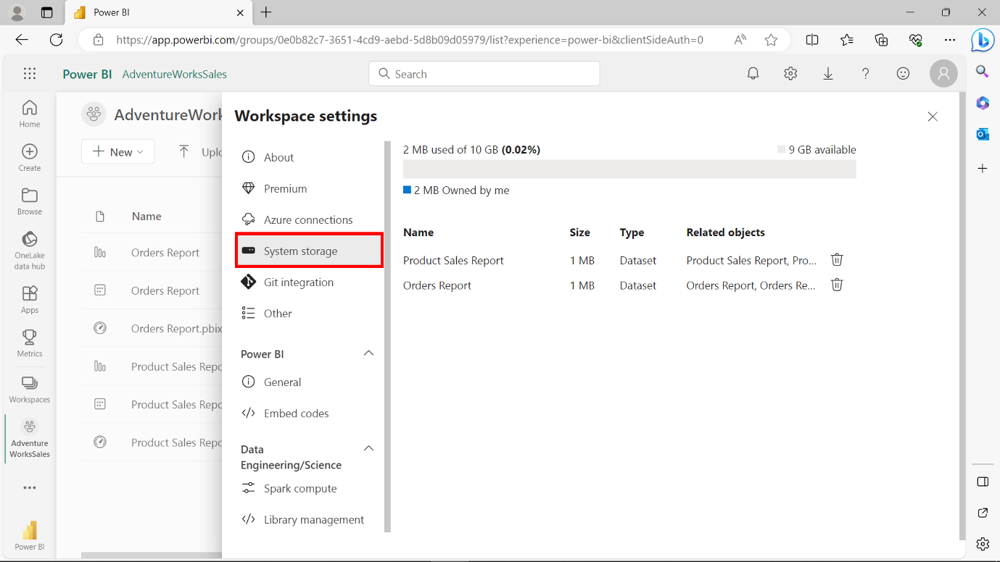 Power BI
https://app.powerbi.com/groups/0e0b82c7-3651-4cd9-aebd-5d8b09d05979/list?experience=power-bi&clientSideAuth=0
Power BI AdventureWorksSales
Search
Home
Create
Browse
OneLake
data hub
Apps
Metrics
Workspaces
Adventure
WorksSales
Power BI
AdventureWork
New
Uplo
Name
Orders Report
Orders Report
Orders Report.pbix
Product Sales Repo
Product Sales Repo
Product Sales Repo
Workspace settings
About
Premium
Azure connections
System storage
Git integration
Other
Power BI
General
Embed codes
Data
Engineering/Science
Spark compute
Library management
2 MB used of 10 GB (0.02%) 9 GB available
2 MB Owned by me
Name Size Type Related objects
Product Sales Report 1 MB Dataset Product Sales Report, Pro...
Orders Report 1 MB Dataset Orders Report, Orders Re...